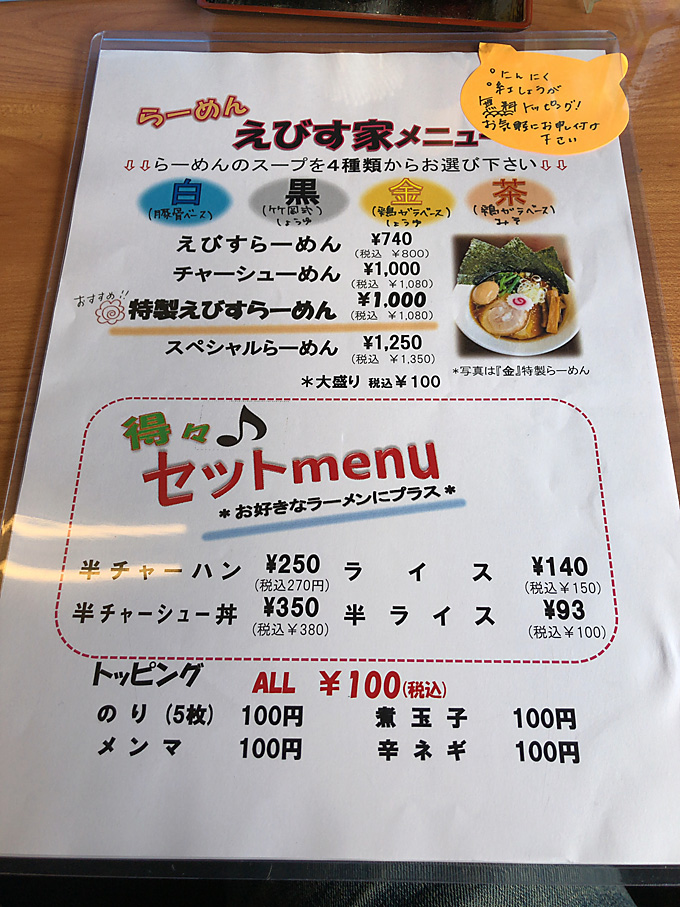 らーめん
えびす家メニュー
°にんにく
°紅しょうが
無料トッピング!
お気軽にお申し付け
下さい
⇩⇩らーめんのスープを4種類からお選び下さい⇩⇩
白 黒 金 茶
(豚骨ベース) (竹岡式) (鶏ガラベース) (鶏ガラベース)
しょうゆ しょうゆ みそ
えびすらーめん ¥740
(税込 ¥800)
チャーシューめん ¥1,000
(税込 ¥1,080)
おすすめ!!
特製えびすらーめん ¥1.000
(税込 ¥1,080)
スペシャルらーめん ¥1,250
(税込 ¥1,350)
*大盛り 税込¥100
*写真は『金』特製らーめん
得々♪
セットmenu
*お好きなラーメンにプラス*
半チャーハン ¥250 ライス ¥140
(税込270円) (税込¥150)
半チャーシュー丼 ¥350 半ライス ¥93
(税込¥380) (税込¥100)
トッピング ALL ¥100(税込)
のり (5枚) 100円 煮玉子 100円
メンマ 100円 辛ネギ 100円